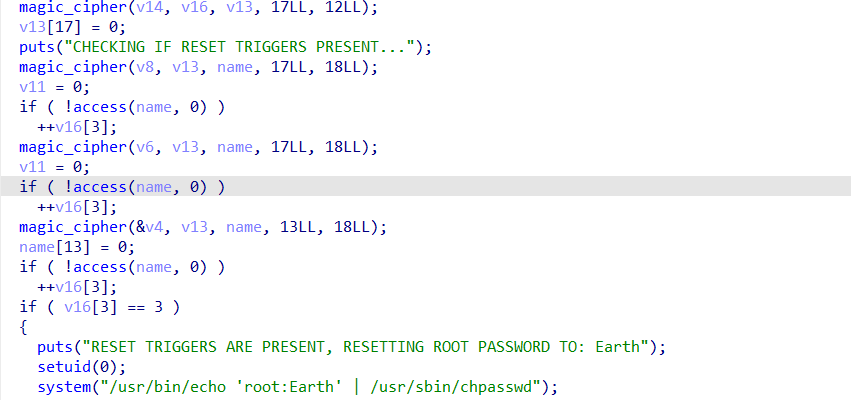 magic_cipher(v14, v16, v13, 17LL, 12LL);
v13[17] = 0;
puts("CHECKING IF RESET TRIGGERS PRESENT...");
magic_cipher(v8, v13, name, 17LL, 18LL);
v11 = 0;
if ( !access(name, 0) )
++v16[3];
magic_cipher(v6, v13, name, 17LL, 18LL);
v11 = 0;
if ( !access(name, 0) )
++v16[3];
magic_cipher(&v4, v13, name, 13LL, 18LL);
name[13] = 0;
if ( !access(name, 0) )
++v16[3];
if ( v16[3] == 3 )
{
puts("RESET TRIGGERS ARE PRESENT, RESETTING ROOT PASSWORD TO: Earth");
setuid(0);
system("/usr/bin/echo 'root:Earth' | /usr/sbin/chpasswd");